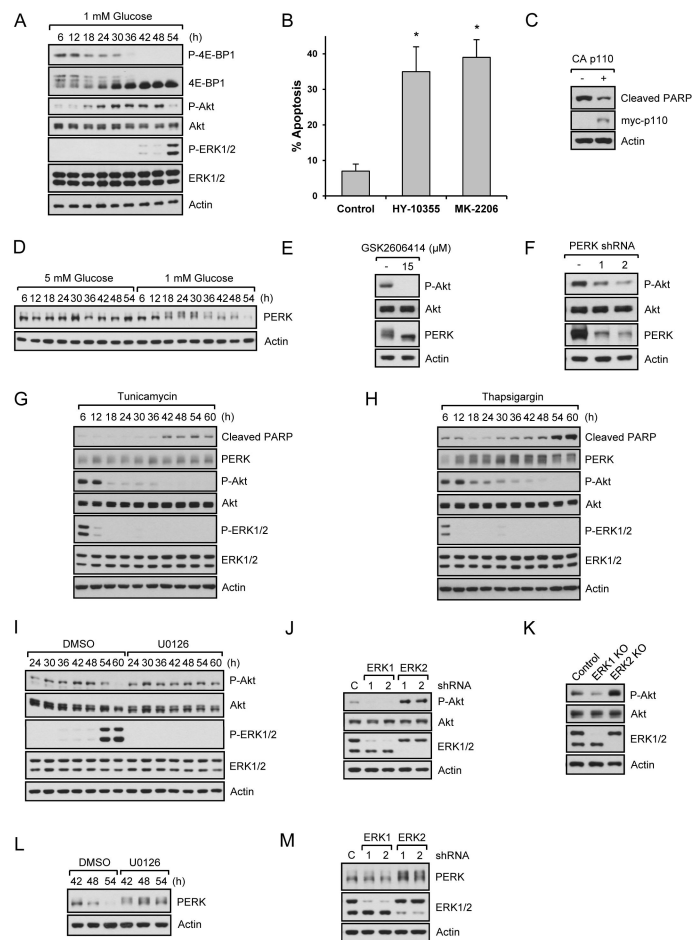 A
1 mM Glucose
6 12 18 24 30 36 42 48 54 (h)
P-4E-BP1
4E-BP1
P-Akt
Akt
P-ERK1/2
ERK1/2
Actin
B
% Apoptosis
40
30
20
10
0
* *
Control HY-10355 MK-2206
C
CA p110
- +
Cleaved PARP
myc-p110
Actin
D
5 mM Glucose 1 mM Glucose
6 12 18 24 30 36 42 48 54 6 12 18 24 30 36 42 48 54 (h)
PERK
Actin
E
GSK2606414 (µM)
- 15
P-Akt
Akt
PERK
Actin
F
PERK shRNA
- 1 2
P-Akt
Akt
PERK
Actin
G
Tunicamycin
6 12 18 24 30 36 42 48 54 60 (h)
Cleaved PARP
PERK
P-Akt
Akt
P-ERK1/2
ERK1/2
Actin
H
Thapsigargin
6 12 18 24 30 36 42 48 54 60 (h)
Cleaved PARP
PERK
P-Akt
Akt
P-ERK1/2
ERK1/2
Actin
I
DMSO U0126
24 30 36 42 48 54 60 24 30 36 42 48 54 60 (h)
P-Akt
Akt
P-ERK1/2
ERK1/2
Actin
J
ERK1 ERK2
C 1 2 1 2 shRNA
P-Akt
Akt
ERK1/2
Actin
K
Control ERK1 KO ERK2 KO
P-Akt
Akt
ERK1/2
Actin
L
DMSO U0126
42 48 54 42 48 54 (h)
PERK
Actin
M
ERK1 ERK2
C 1 2 1 2 shRNA
PERK
ERK1/2
Actin